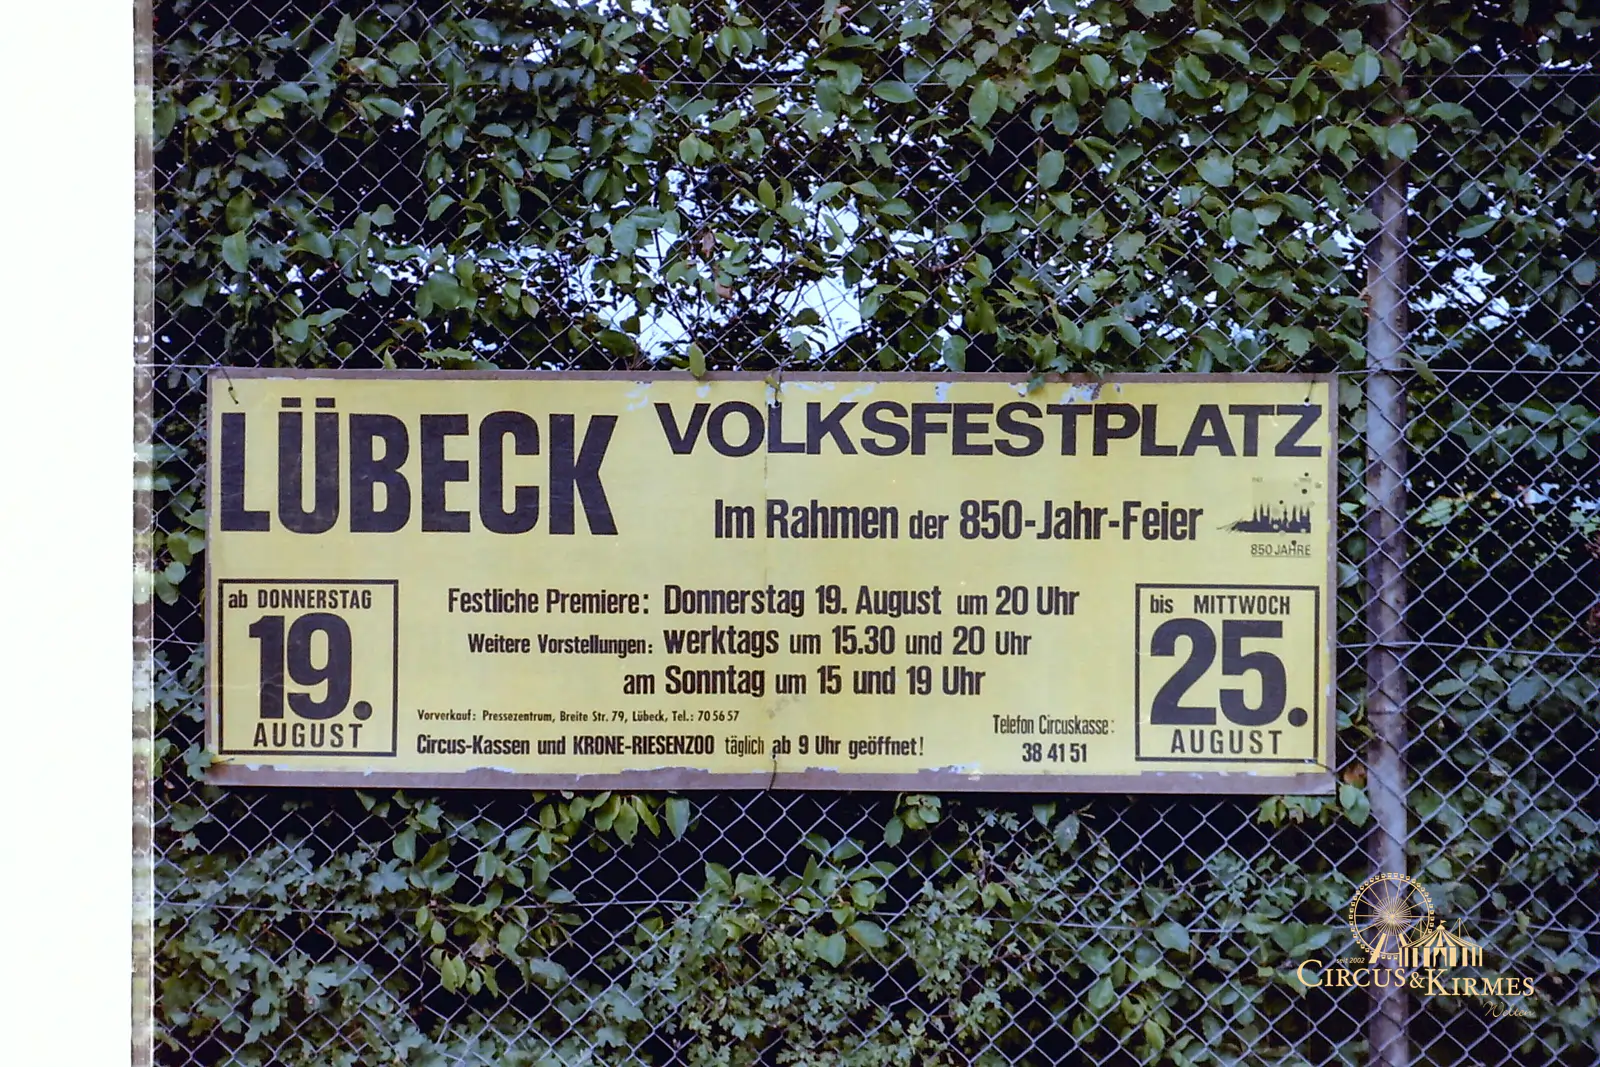 LÜBECK
VOLKSFESTPLATZ
Im Rahmen der 850-Jahr-Feier
850 JAHRE
ab DONNERSTAG
19.
AUGUST
Festliche Premiere: Donnerstag 19. August um 20 Uhr
Weitere Vorstellungen: werktags um 15.30 und 20 Uhr
am Sonntag um 15 und 19 Uhr
Vorverkauf: Pressezentrum, Breite Str. 79, Lübeck, Tel.: 70 56 57
Circus-Kassen und KRONE-RIESENZOO täglich ab 9 Uhr geöffnet!
Telefon Circuskasse:
38 41 51
bis MITTWOCH
25.
AUGUST
seit 2002
CIRCUS & KIRMES
Welten